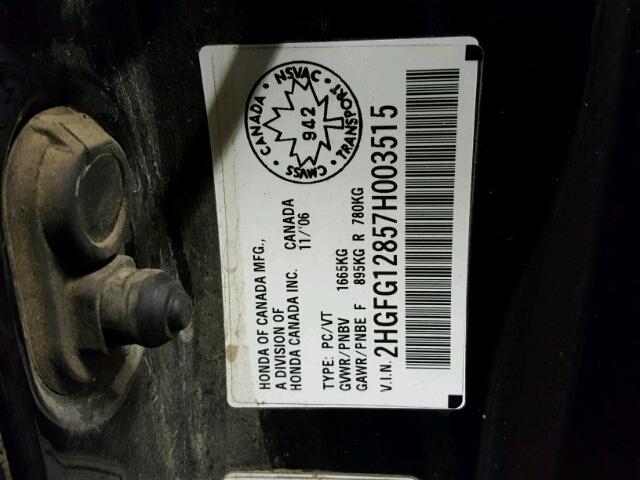 HONDA OF CANADA MFG.,
A DIVISION OF
HONDA CANADA INC. CANADA
11/'06
TYPE: PC/VT
GVWR/PNBV 1665KG
GAWR/PNBE F 895KG R 780KG
V.I.N. 2HGFG12857H003515
CANADA · NSVAC · TRANSPORT · CMVSS
942